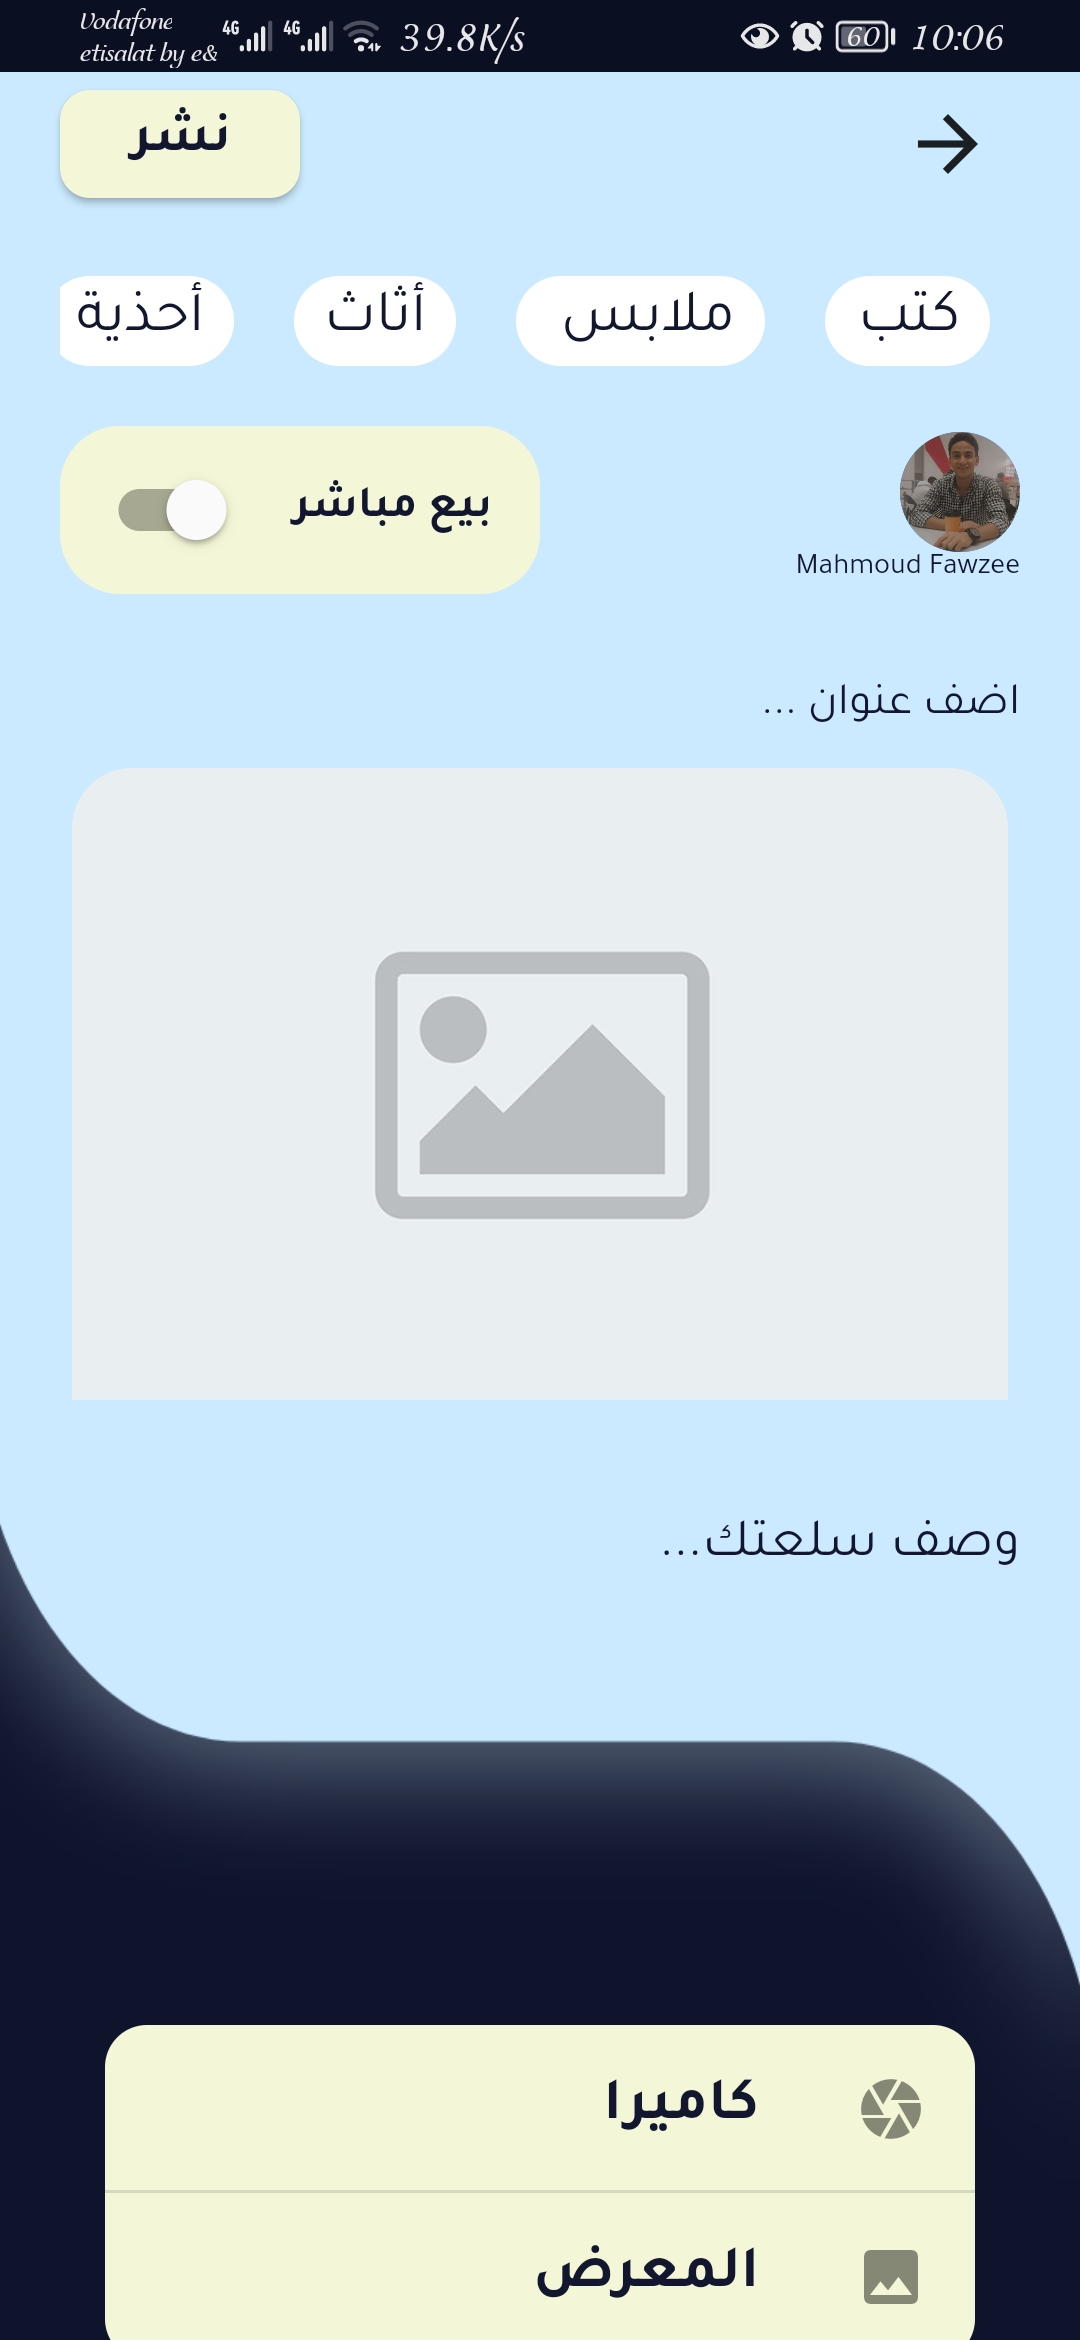 Vodafone
etisalat by e&
4G 4G 39.8K/s 60 10:06
نشر
كتب ملابس أثاث أحذية
بيع مباشر
Mahmoud Fawzee
اضف عنوان ...
وصف سلعتك...
كاميرا
المعرض